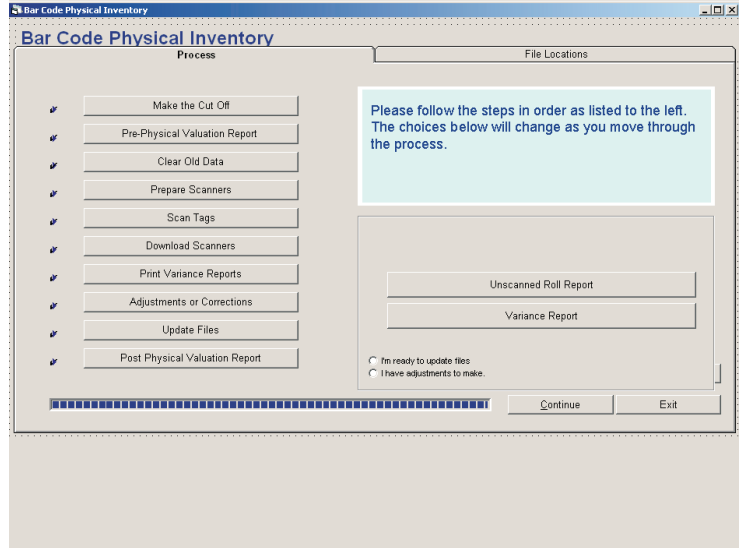 Bar Code Physical Inventory
Bar Code Physical Inventory
Process
File Locations
Make the Cut Off
Pre-Physical Valuation Report
Clear Old Data
Prepare Scanners
Scan Tags
Download Scanners
Print Variance Reports
Adjustments or Corrections
Update Files
Post Physical Valuation Report
Please follow the steps in order as listed to the left.
The choices below will change as you move through
the process.
Unscanned Roll Report
Variance Report
I'm ready to update files
I have adjustments to make.
Continue
Exit